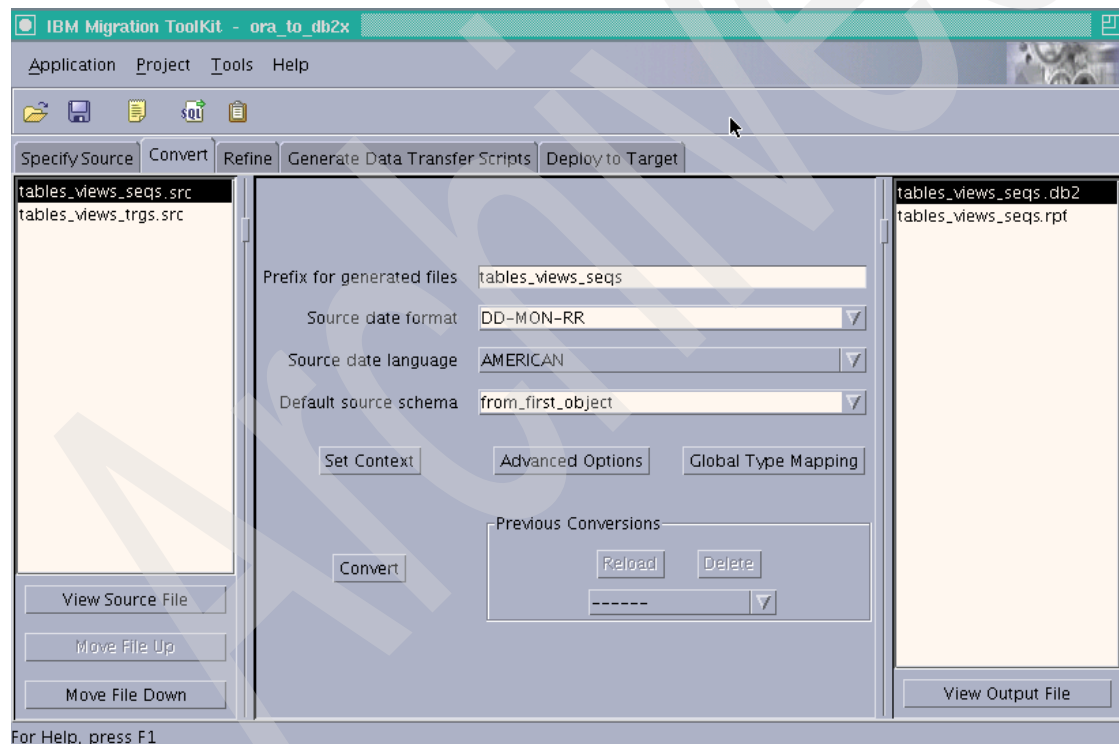 IBM Migration ToolKit - ora_to_db2x
Application Project Tools Help
SQL
Specify Source Convert Refine Generate Data Transfer Scripts Deploy to Target
tables_views_seqs.src
tables_views_trgs.src
tables_views_seqs.db2
tables_views_seqs.rpt
Prefix for generated files tables_views_seqs
Source date format DD-MON-RR
Source date language AMERICAN
Default source schema from_first_object
Set Context Advanced Options Global Type Mapping
Previous Conversions
Convert Reload Delete
------
View Source File
Move File Up
Move File Down
View Output File
For Help, press F1